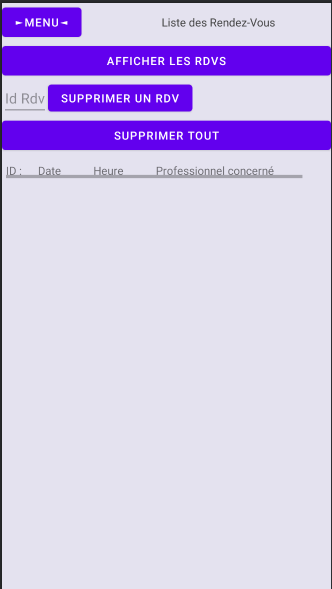 ►MENU◄ Liste des Rendez-Vous
AFFICHER LES RDVS
Id Rdv SUPPRIMER UN RDV
SUPPRIMER TOUT
ID : Date Heure Professionnel concerné